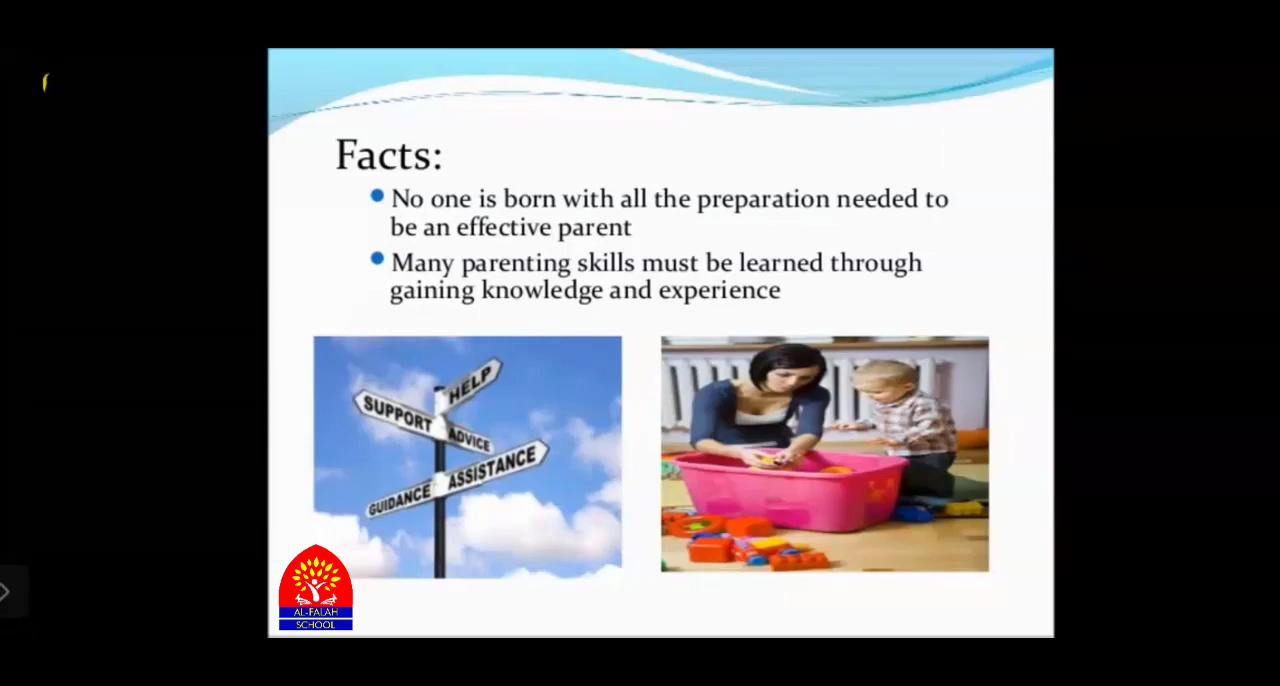 Facts:
No one is born with all the preparation needed to
be an effective parent
Many parenting skills must be learned through
gaining knowledge and experience
HELP
SUPPORT
ADVICE
ASSISTANCE
GUIDANCE
AL-FALAH
SCHOOL